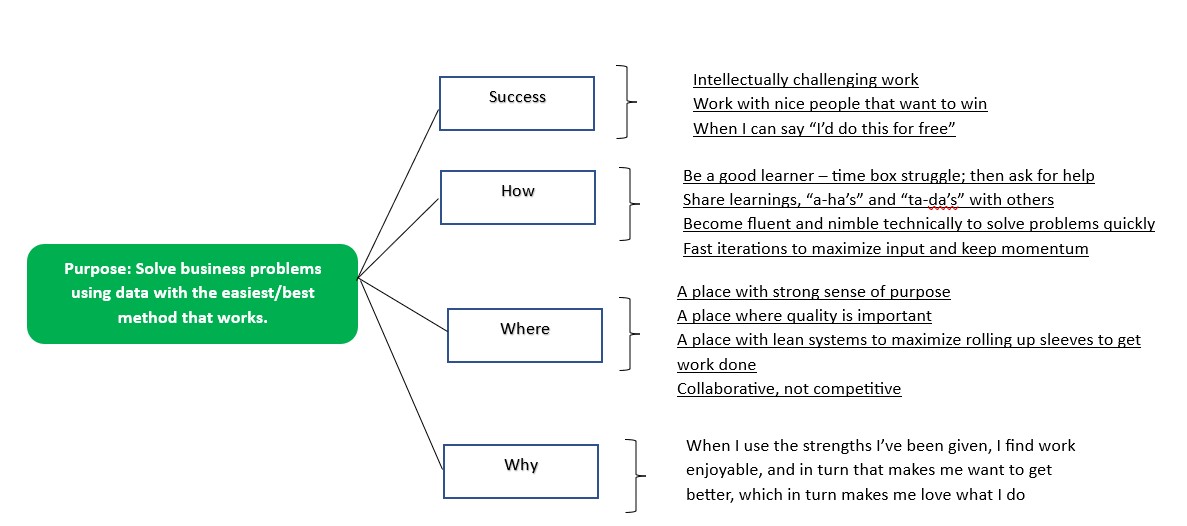 Success
Intellectually challenging work
Work with nice people that want to win
When I can say “I’d do this for free”
How
Be a good learner – time box struggle; then ask for help
Share learnings, “a-ha’s” and “ta-da’s” with others
Become fluent and nimble technically to solve problems quickly
Fast iterations to maximize input and keep momentum
Purpose: Solve business problems
using data with the easiest/best
method that works.
Where
A place with strong sense of purpose
A place where quality is important
A place with lean systems to maximize rolling up sleeves to get
work done
Collaborative, not competitive
Why
When I use the strengths I’ve been given, I find work
enjoyable, and in turn that makes me want to get
better, which in turn makes me love what I do